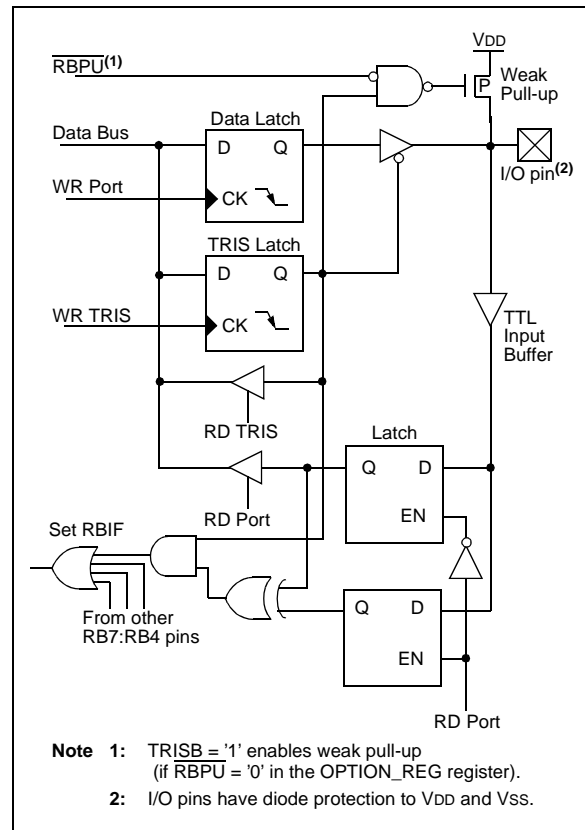 VDD
RBPU(1)
Weak
Pull-up
P
Data Bus
Data Latch
D Q
I/O pin(2)
WR Port
CK
TRIS Latch
D Q
WR TRIS
CK
TTL
Input
Buffer
RD TRIS
Latch
Q D
RD Port
EN
Set RBIF
Q D
From other
RB7:RB4 pins
EN
RD Port
Note 1: TRISB = '1' enables weak pull-up
(if RBPU = '0' in the OPTION_REG register).
2: I/O pins have diode protection to VDD and VSS.